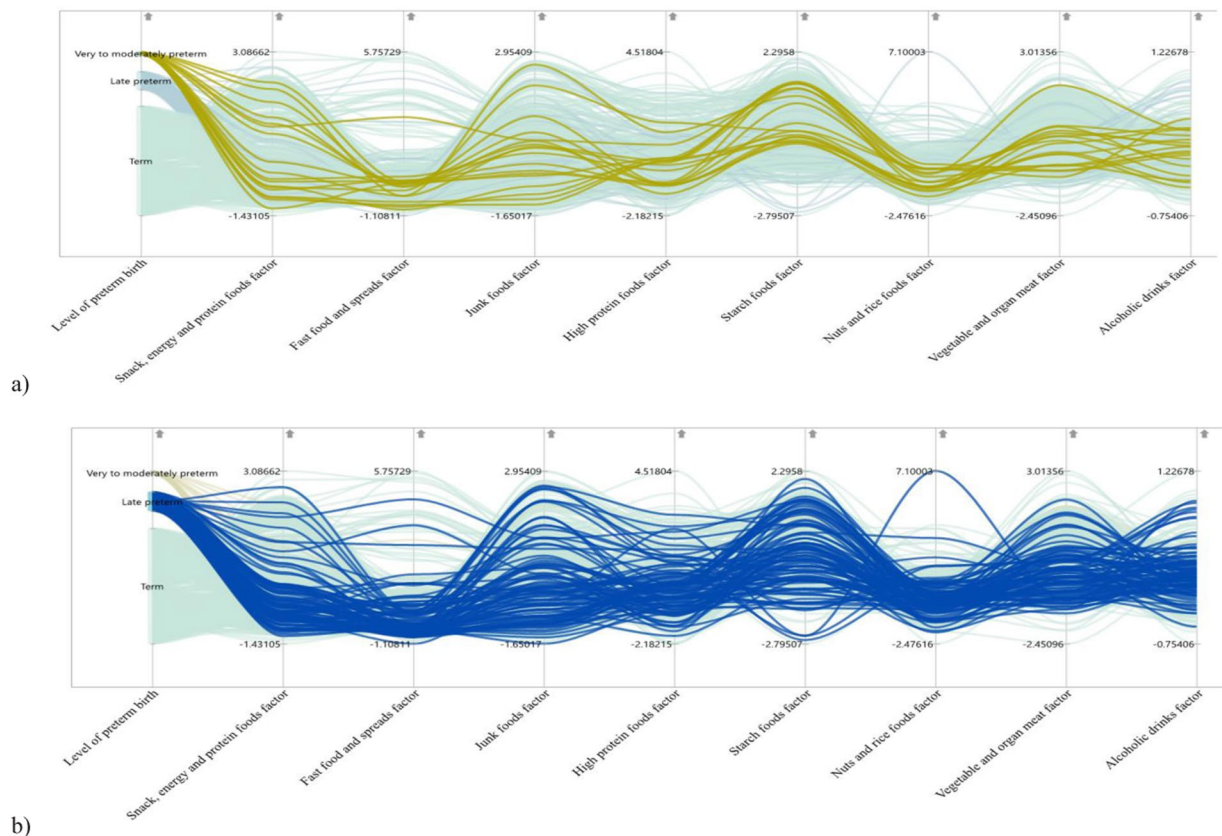 Very to moderately preterm
3.08662
5.75729
2.95409
4.51804
2.2958
7.10003
3.01356
1.22678
Late preterm
Term
-1.43105
-1.10811
-1.65017
-2.18215
-2.79507
-2.47616
-2.45096
-0.75406
Level of preterm birth
Snack, energy and protein foods factor
Fast food and spreads factor
Junk foods factor
High protein foods factor
Starch foods factor
Nuts and rice foods factor
Vegetable and organ meat factor
Alcoholic drinks factor
a)
Very to moderately preterm
3.08662
5.75729
2.95409
4.51804
2.2958
7.10003
3.01356
1.22678
Late preterm
Term
-1.43105
-1.10811
-1.65017
-2.18215
-2.79507
-2.47616
-2.45096
-0.75406
Level of preterm birth
Snack, energy and protein foods factor
Fast food and spreads factor
Junk foods factor
High protein foods factor
Starch foods factor
Nuts and rice foods factor
Vegetable and organ meat factor
Alcoholic drinks factor
b)